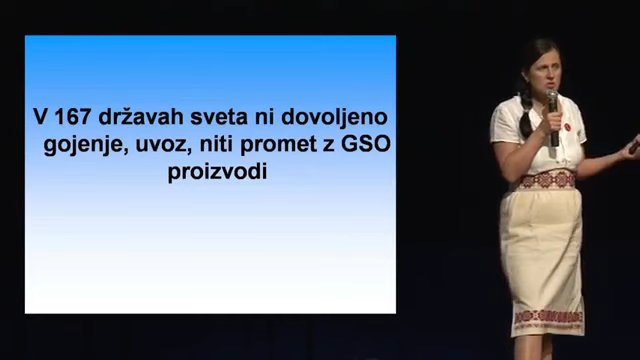 V 167 državah sveta ni dovoljeno
gojenje, uvoz, niti promet z GSO
proizvodi